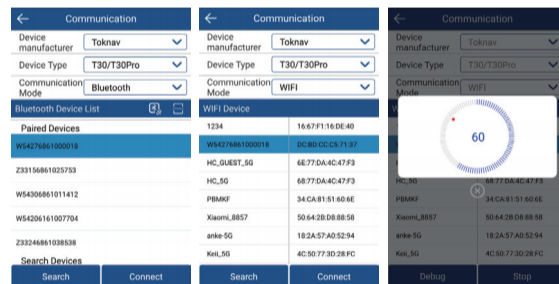 Communication
Device manufacturer
Toknav
Device Type
T30/T30Pro
Communication Mode
Bluetooth
Bluetooth Device List
Paired Devices
WS4276861000018
Z33156861025753
WS4306861011412
WS4206161007704
Z33246861038538
Search Devices
Search
Connect
Communication
Device manufacturer
Toknav
Device Type
T30/T30Pro
Communication Mode
WIFI
WIFI Device
1234 16:67:F1:16:DE:40
WS4276861000018 DC:BD:CC:C5:71:37
HC_GUEST_5G 6E:77:DA:4C:47:F3
HC_5G 68:77:DA:4C:47:F3
PBMKF 34:CA:81:51:60:6E
Xiaomi_8857 50:64:2B:D8:88:58
anke-5G 18:2A:57:A0:52:94
Keii_5G 4C:50:77:3D:28:FC
Search
Connect
Communication
Device manufacturer
Toknav
Device Type
T30/T30Pro
Communication Mode
WIFI
60
HC_5G 68:77:DA:4C:47:F3
PBMKF 34:CA:81:51:60:6E
Xiaomi_8857 50:64:2B:D8:88:58
anke-5G 18:2A:57:A0:52:94
Keii_5G 4C:50:77:3D:28:FC
Debug
Stop